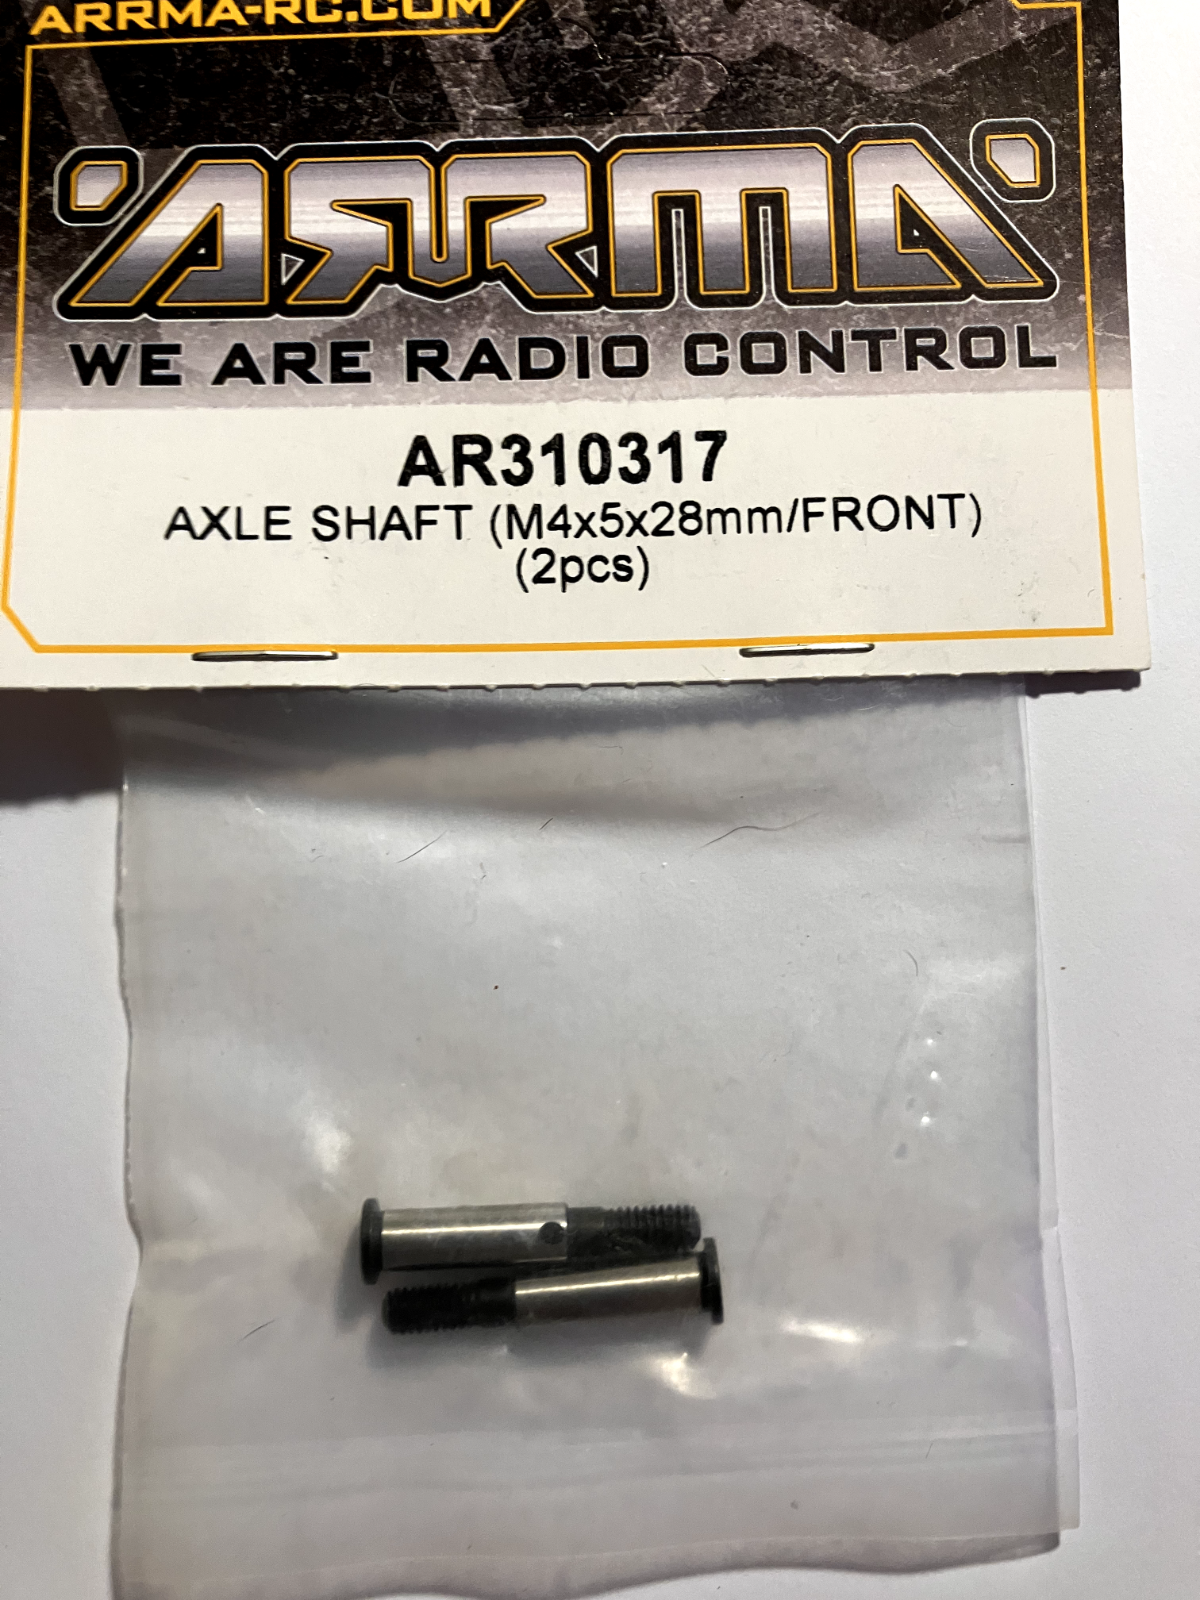 ARRMA-RC.COM
ARRMA
WE ARE RADIO CONTROL
AR310317
AXLE SHAFT (M4x5x28mm/FRONT)
(2pcs)